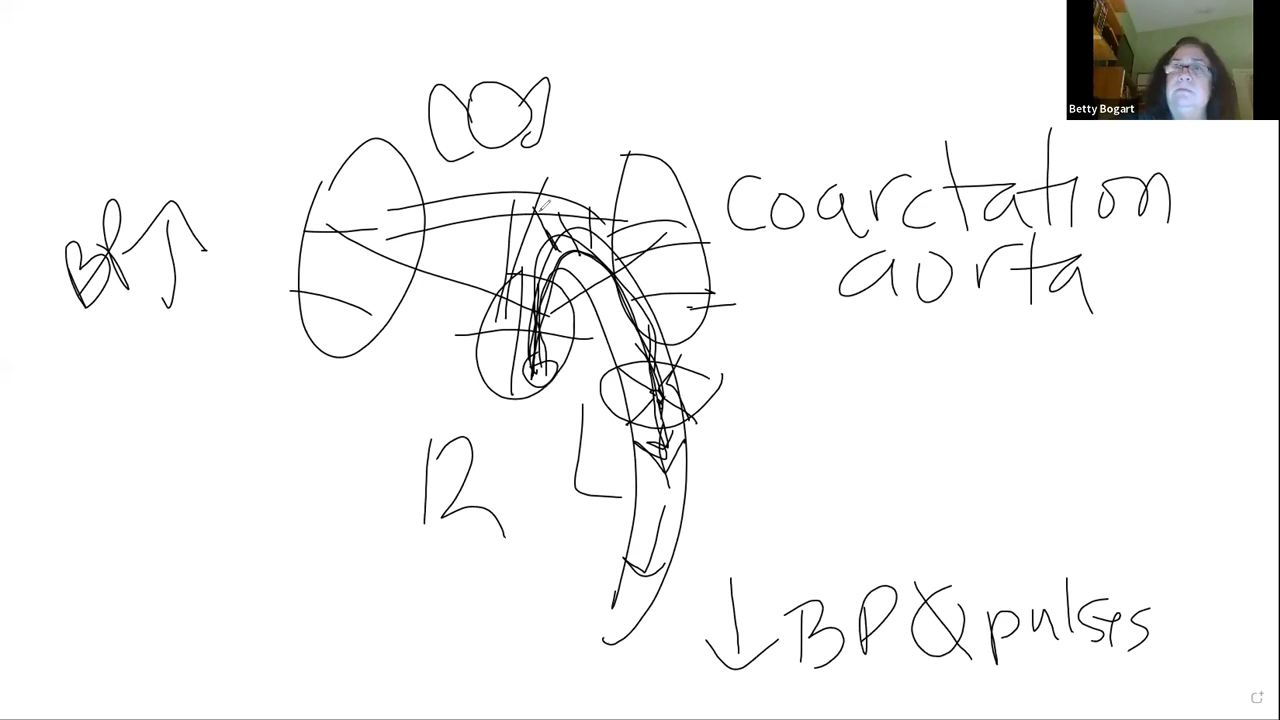 Betty Bogart
coarctation
aorta
BP↑
R
L
↓ BP & pulses